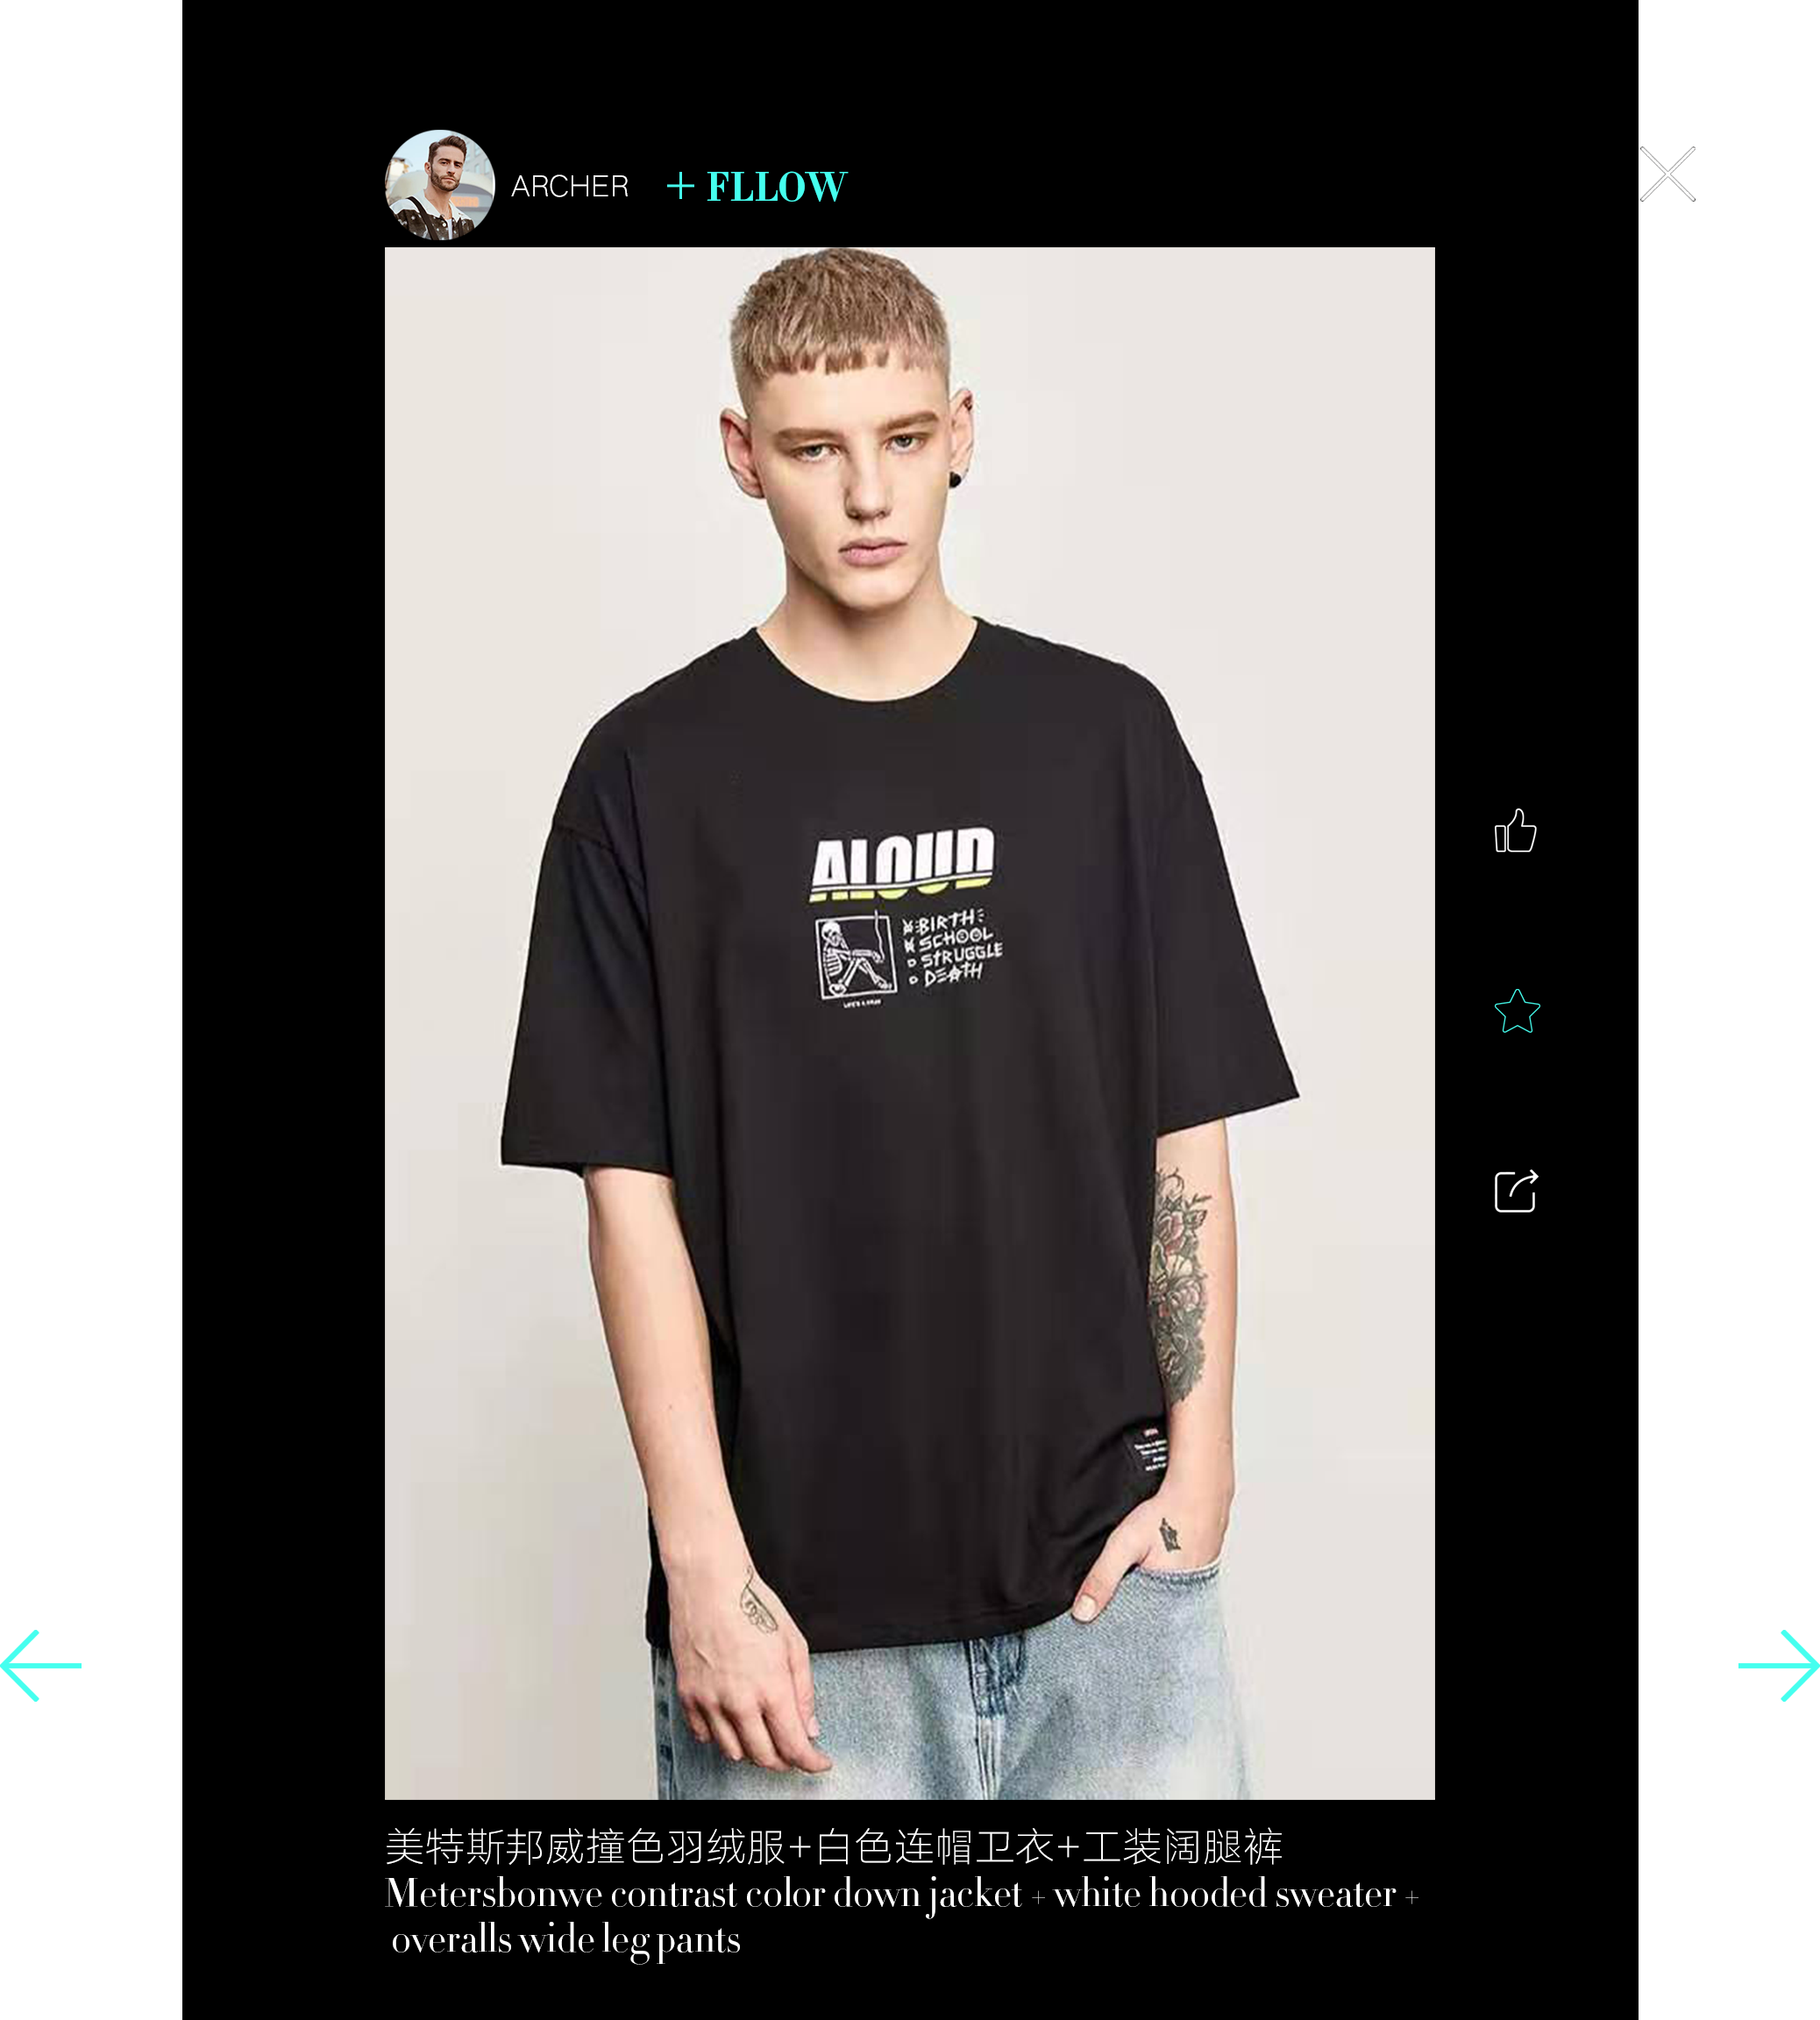 ARCHER + FLLOW
ALOUD
BIRTH
SCHOOL
STRUGGLE
DEATH
美特斯邦威撞色羽绒服+白色连帽卫衣+工装阔腿裤
Metersbonwe contrast color down jacket + white hooded sweater +
overalls wide leg pants